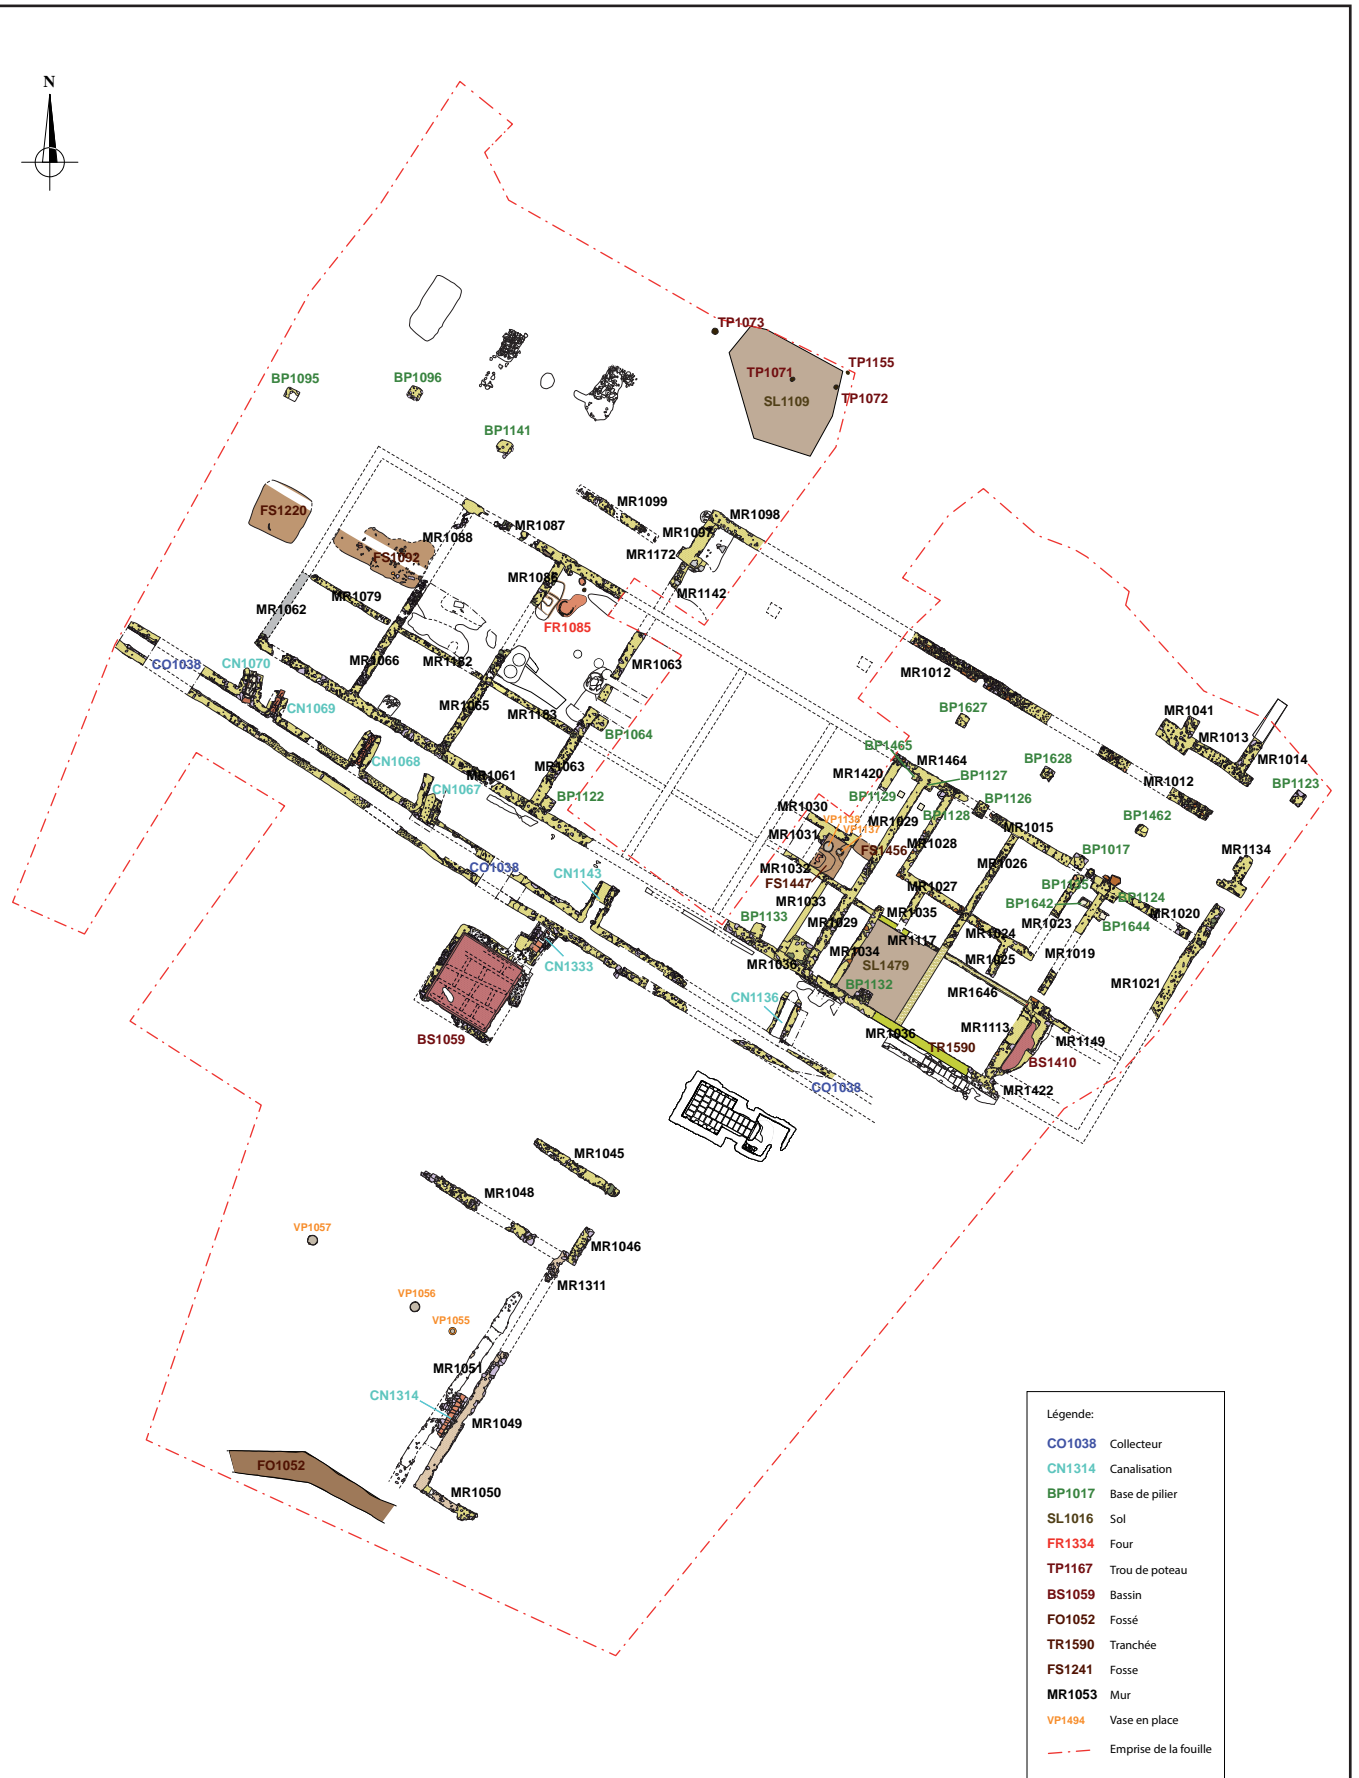 N
TP1073
TP1155
TP1071
TP1072
SL1109
BP1095
BP1096
BP1141
MR1099
MR1098
MR1097
FS1220
MR1087
MR1088
MR1172
FS1092
MR1086
MR1142
MR1079
MR1062
FR1085
CO1038
CN1070
MR1066
MR1182
MR1063
MR1012
CN1069
MR1065
MR1183
BP1064
BP1627
MR1041
MR1013
MR1014
CN1068
MR1061
MR1063
BP1465
MR1464
MR1420
BP1127
BP1628
MR1012
BP1123
CN1067
BP1122
BP1129
MR1030
BP1128
BP1126
VP1138
VP1137
MR1029
MR1015
BP1462
MR1031
FS1456
MR1028
BP1017
MR1134
CO1038
CN1143
MR1032
MR1026
FS1447
MR1027
BP1124
MR1033
BP1642
MR1020
BP1133
MR1029
MR1035
MR1023
BP1644
MR1117
MR1024
MR1034
MR1019
MR1036
SL1479
MR1025
CN1333
MR1021
CN1136
BP1132
MR1646
BS1059
MR1036
MR1113
MR1149
TR1590
BS1410
CO1038
MR1422
MR1045
MR1048
VP1057
MR1046
MR1311
VP1056
VP1055
MR1051
CN1314
MR1049
FO1052
MR1050
Légende:
CO1038 Collecteur
CN1314 Canalisation
BP1017 Base de pilier
SL1016 Sol
FR1334 Four
TP1167 Trou de poteau
BS1059 Bassin
FO1052 Fossé
TR1590 Tranchée
FS1241 Fosse
MR1053 Mur
VP1494 Vase en place
Emprise de la fouille